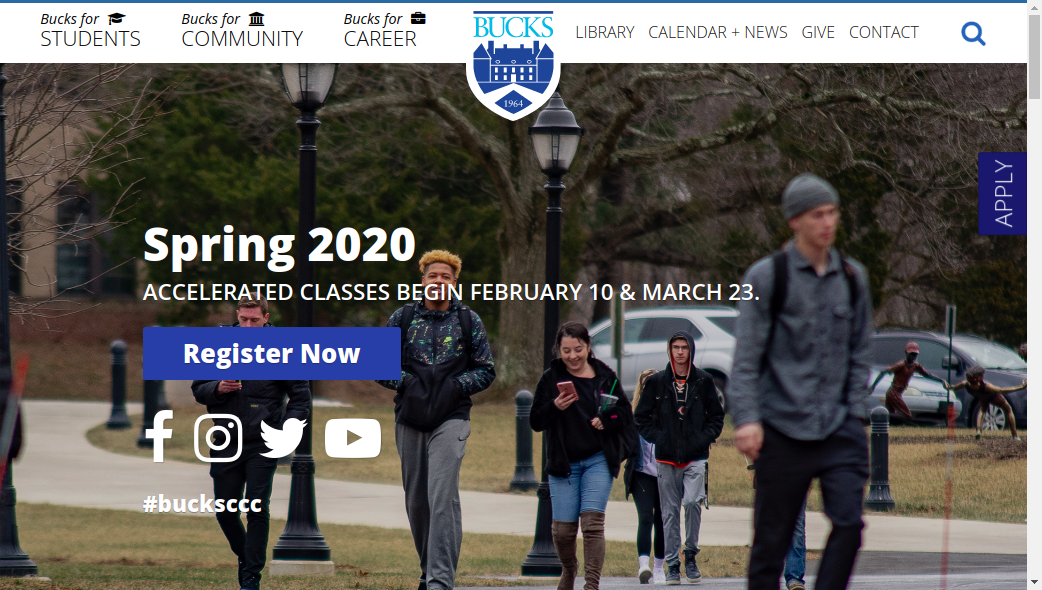 Bucks for
STUDENTS
Bucks for
COMMUNITY
Bucks for
CAREER
BUCKS
1964
LIBRARY
CALENDAR + NEWS
GIVE
CONTACT
APPLY
Spring 2020
ACCELERATED CLASSES BEGIN FEBRUARY 10 & MARCH 23.
Register Now
#bucksccc